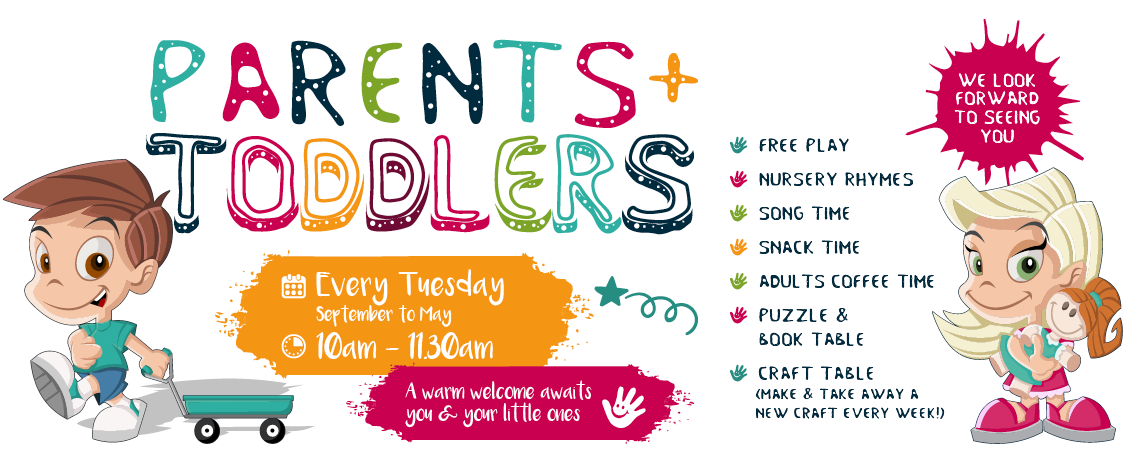 PARENTS +
TODDLERS
Every Tuesday
September to May
10am – 11.30am
A warm welcome awaits
you & your little ones
FREE PLAY
NURSERY RHYMES
SONG TIME
SNACK TIME
ADULTS COFFEE TIME
PUZZLE &
BOOK TABLE
CRAFT TABLE
(MAKE & TAKE AWAY A
NEW CRAFT EVERY WEEK!)
WE LOOK
FORWARD
TO SEEING
YOU